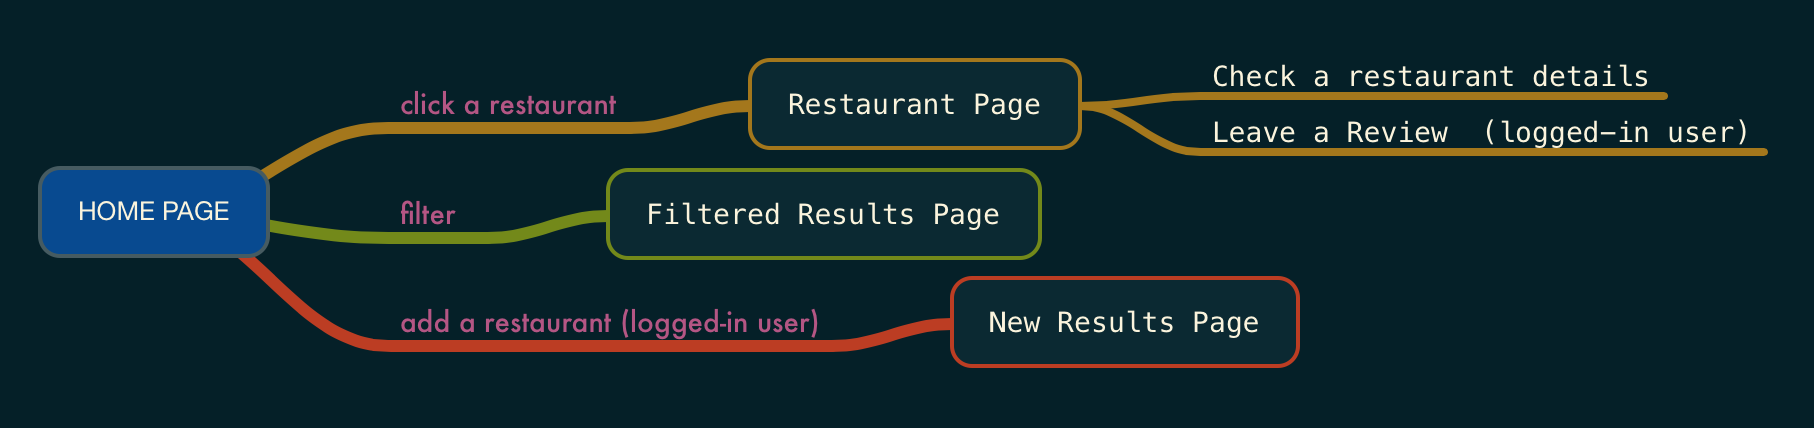 click a restaurant
Restaurant Page
Check a restaurant details
Leave a Review  (logged-in user)
HOME PAGE
filter
Filtered Results Page
add a restaurant (logged-in user)
New Results Page